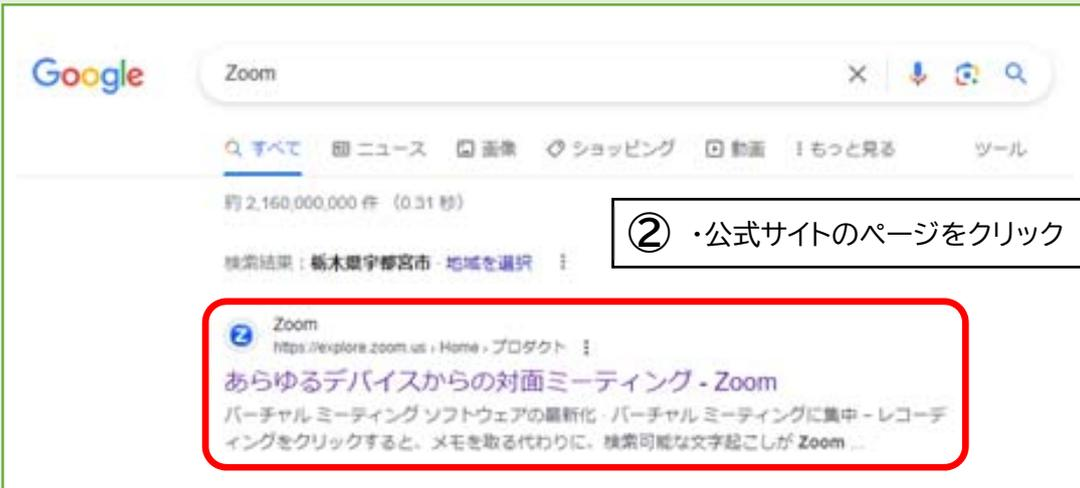 Google
Zoom
すべて ニュース 画像 ショッピング 動画 もっと見る ツール
約 2,160,000,000 件 （0.31 秒）
② ・公式サイトのページをクリック
検索結果：栃木県宇都宮市 · 地域を選択
Zoom
https://explore.zoom.us › Home › プロダクト
あらゆるデバイスからの対面ミーティング - Zoom
バーチャル ミーティング ソフトウェアの最新化 · バーチャル ミーティングに集中 – レコーデ
ィングをクリックすると、メモを取る代わりに、検索可能な文字起こしが Zoom ...